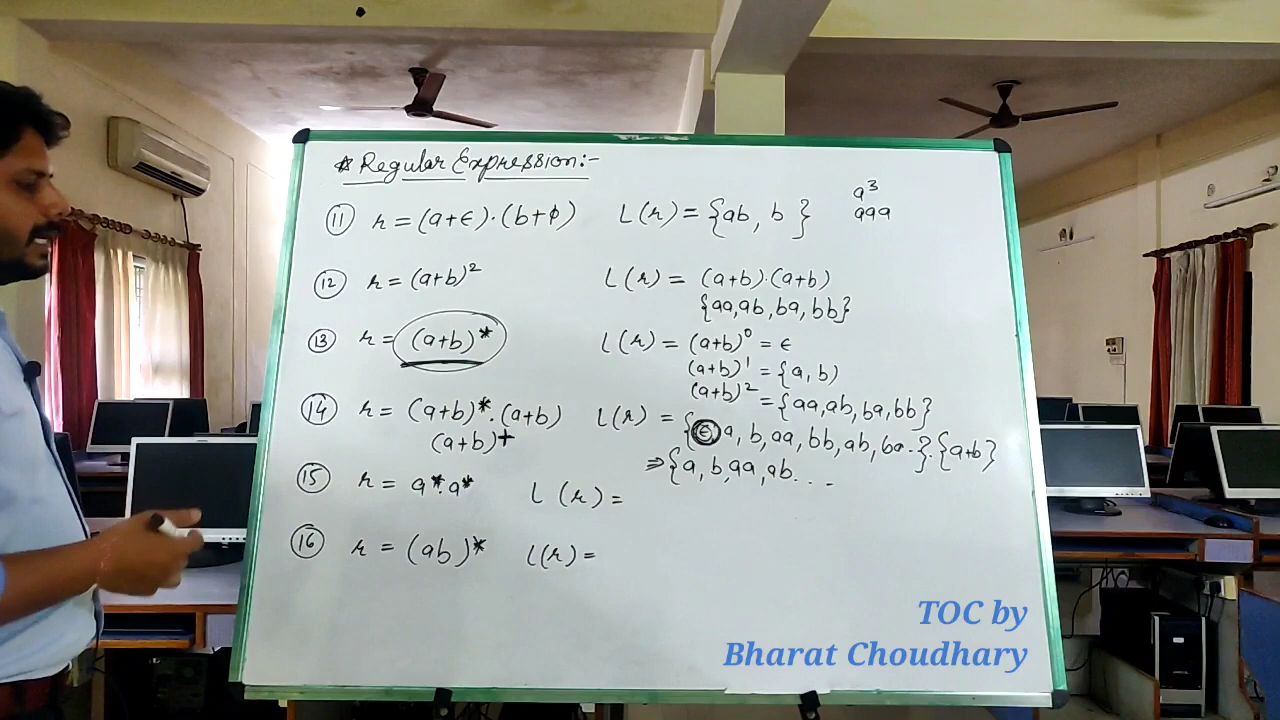 * Regular Expression:-
a³
aaa
⑪ r = (a+ε)·(b+ϕ) L(r) = {ab, b }
⑫ r = (a+b)² L(r) = (a+b)·(a+b)
{aa,ab,ba,bb}
⑬ r = (a+b)* L(r) = (a+b)⁰ = ε
(a+b)¹ = {a, b)
(a+b)² = {aa,ab,ba,bb}
⑭ r = (a+b)*·(a+b) L(r) = {ε a, b,aa,bb,ab,ba..}.{a+b}
(a+b)⁺
⇒{a, b,aa,ab...-
⑮ r = a*.a* L(r) =
⑯ r = (ab)* L(r) =
TOC by
Bharat Choudhary